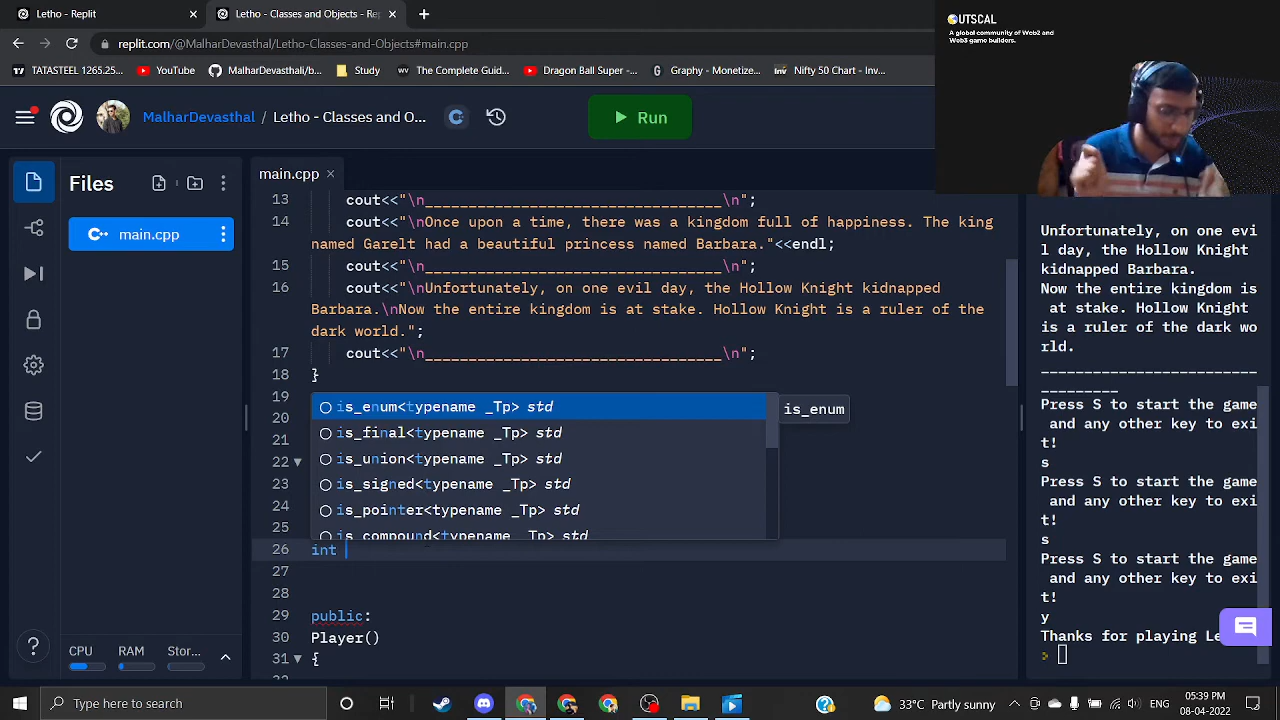 Letho - Replit
Letho - Classes and Objects - Rep
replit.com/@MalharDevasthal/Letho-Classes-and-Objects#main.cpp
TATASTEEL 1265.25...
YouTube
MalharDevasthal/b...
Study
The Complete Guid...
Dragon Ball Super -...
Graphy - Monetize...
Nifty 50 Chart - Inv...
OUTSCAL
A global community of Web2 and
Web3 game builders.
MalharDevasthal / Letho - Classes and O...
Run
Files
main.cpp
main.cpp
13 cout<<"\n__________________________________\n";
14 cout<<"\nOnce upon a time, there was a kingdom full of happiness. The king
named Garelt had a beautiful princess named Barbara."<<endl;
15 cout<<"\n__________________________________\n";
16 cout<<"\nUnfortunately, on one evil day, the Hollow Knight kidnapped
Barbara.\nNow the entire kingdom is at stake. Hollow Knight is a ruler of the
dark world.";
17 cout<<"\n__________________________________\n";
18 }
19
20
21
22
23
24
25
26 int
27
28
29 public:
30 Player()
31 {
is_enum<typename _Tp> std
is_enum
is_final<typename _Tp> std
is_union<typename _Tp> std
is_signed<typename _Tp> std
is_pointer<typename _Tp> std
is_compound<typename _Tp> std
Unfortunately, on one evi
l day, the Hollow Knight
kidnapped Barbara.
Now the entire kingdom is
at stake. Hollow Knight
is a ruler of the dark wo
rld.
Press S to start the game
and any other key to exi
t!
s
Press S to start the game
and any other key to exi
t!
s
Press S to start the game
and any other key to exi
t!
y
Thanks for playing Le
>
CPU
RAM
Stor...
Type here to search
33°C Partly sunny
ENG
05:39 PM
08-04-2022